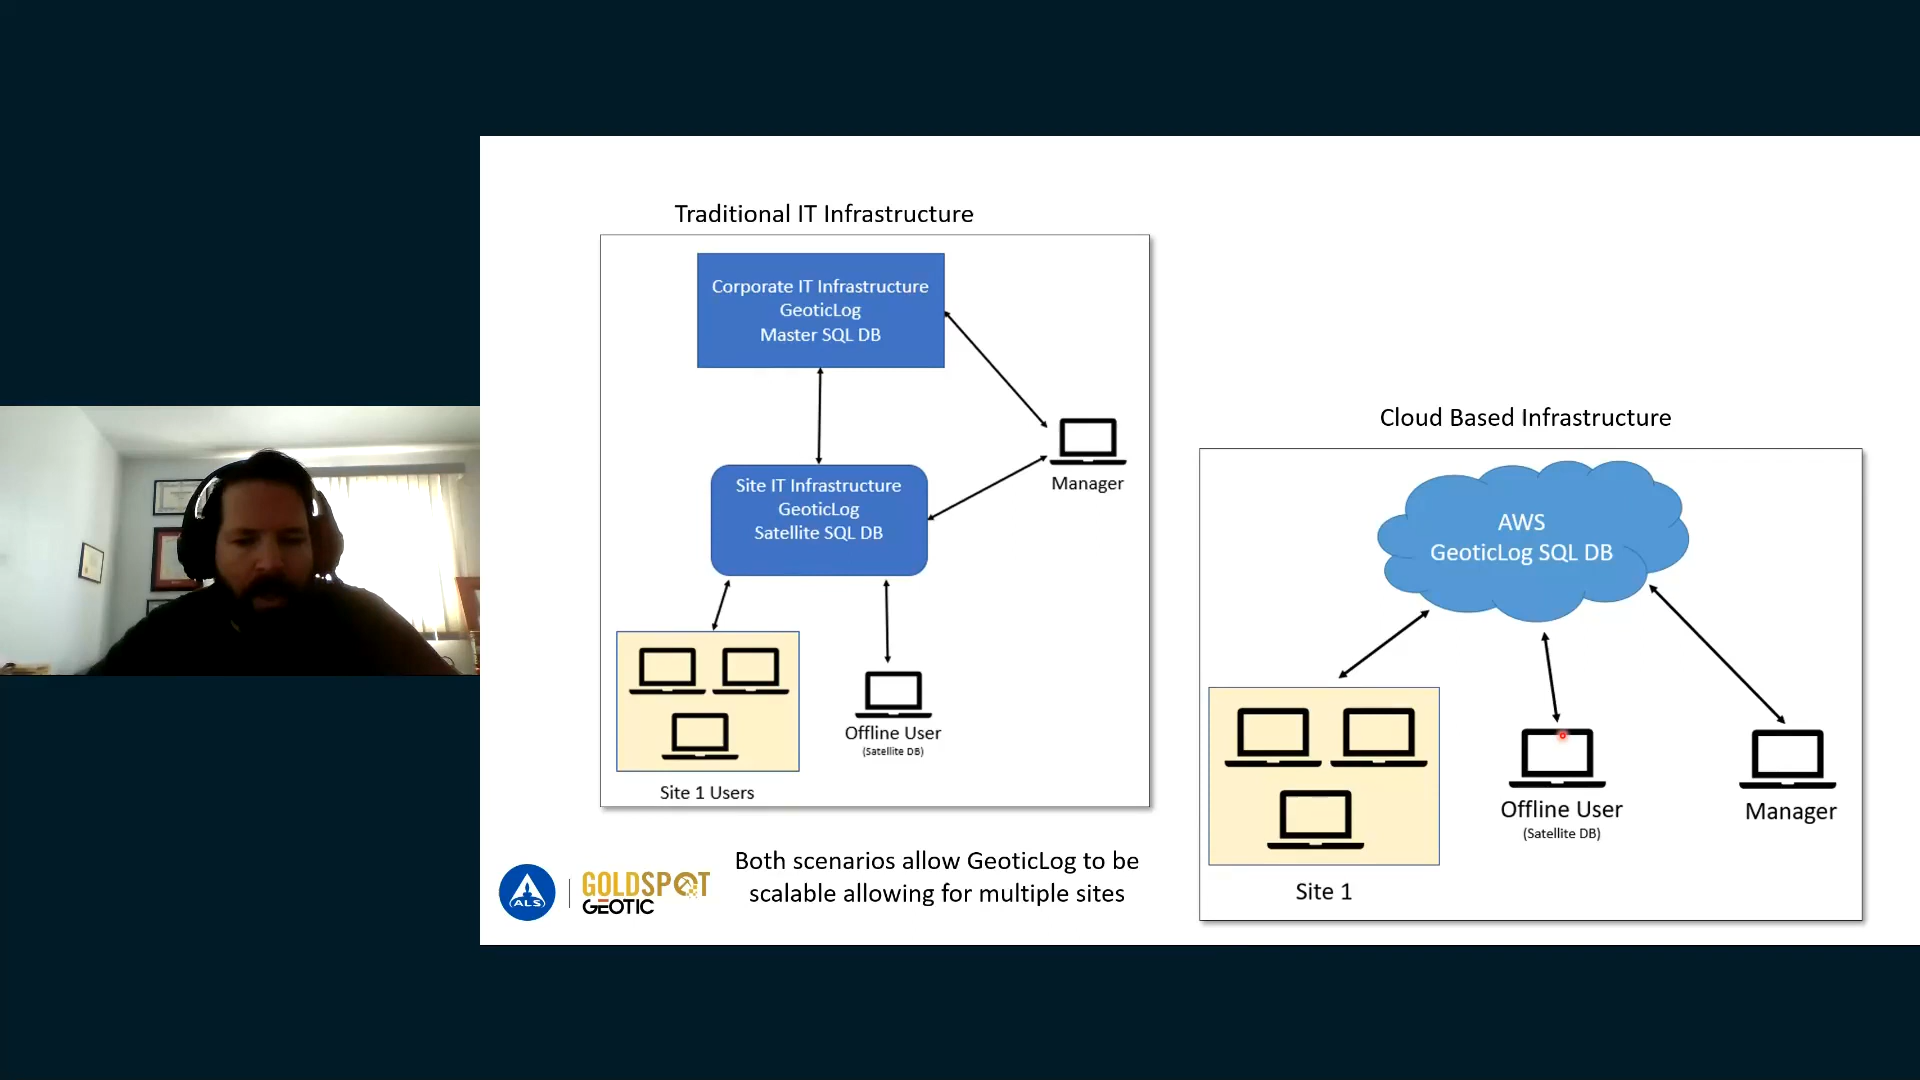 Traditional IT Infrastructure
Corporate IT Infrastructure
GeoticLog
Master SQL DB
Manager
Site IT Infrastructure
GeoticLog
Satellite SQL DB
Offline User
(Satellite DB)
Site 1 Users
Cloud Based Infrastructure
AWS
GeoticLog SQL DB
Offline User
(Satellite DB)
Manager
Site 1
ALS
GOLDSPOT
GEOTIC
Both scenarios allow GeoticLog to be
scalable allowing for multiple sites